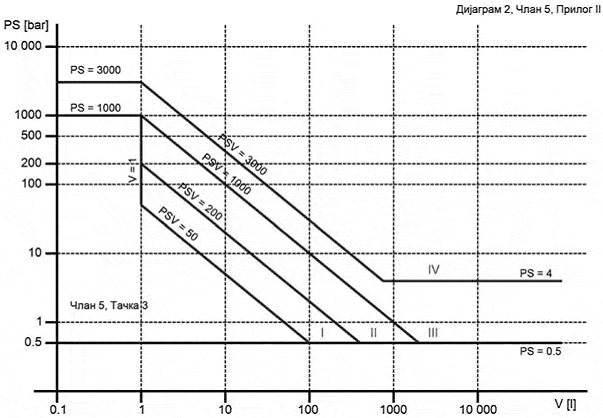 Дијаграм 2, Члан 5, Прилог II
PS [bar]
10 000
PS = 3000
PS = 1000
1000
500
200
100
10
1
0.5
V = 1
PSV = 3000
PSV = 1000
PSV = 200
PSV = 50
IV
PS = 4
Члан 5, Тачка 3
I
II
III
PS = 0.5
0.1
1
10
100
1000
10 000
V [l]